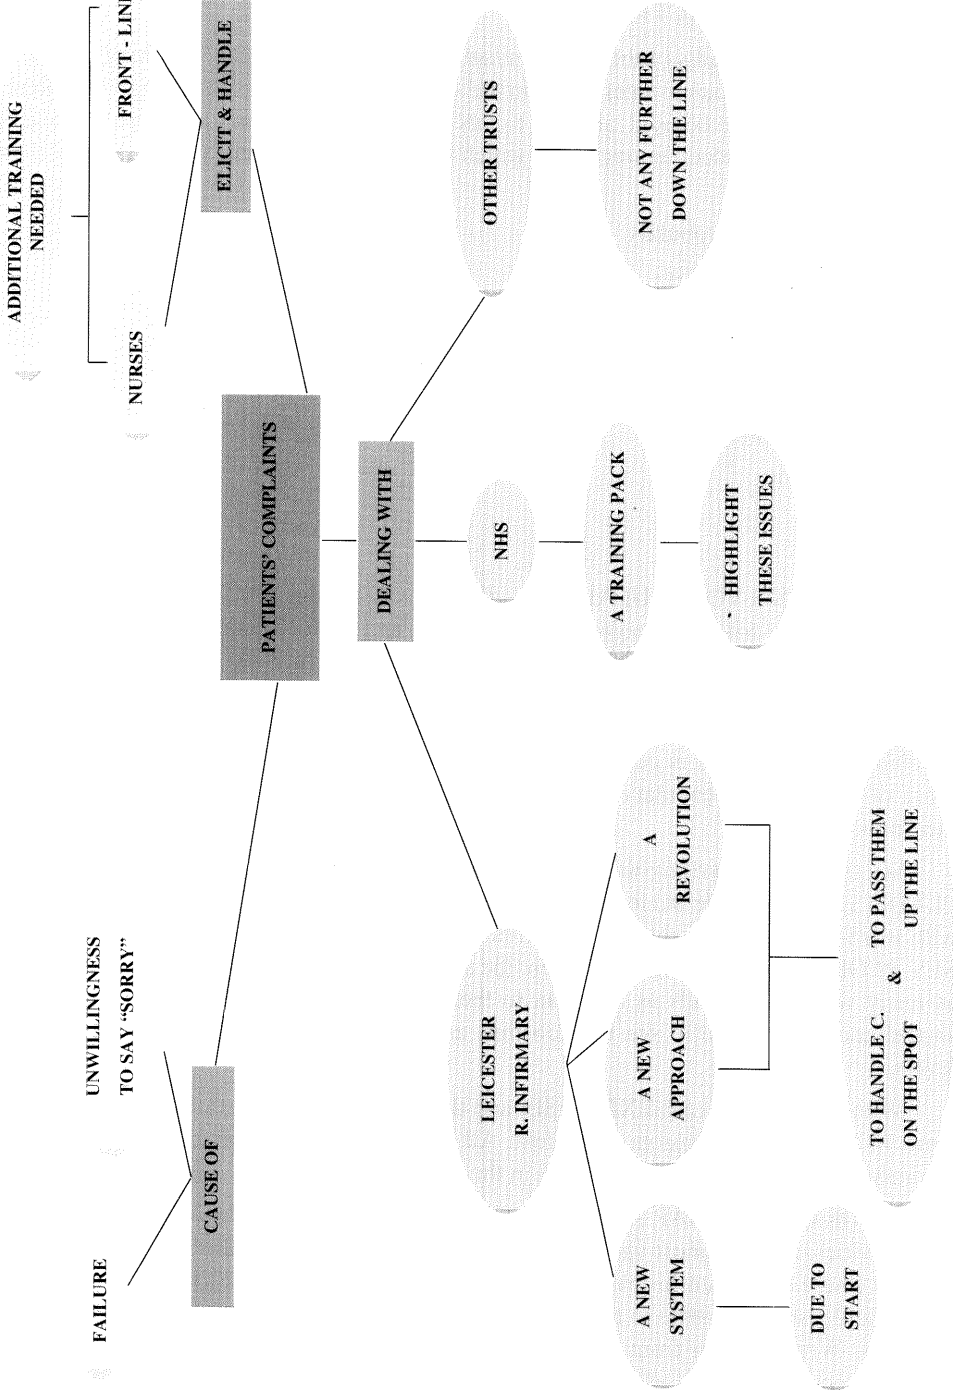 ADDITIONAL TRAINING
NEEDED
FAILURE
UNWILLINGNESS
TO SAY “SORRY”
NURSES
FRONT - LINE
CAUSE OF
PATIENTS’ COMPLAINTS
ELICIT & HANDLE
DEALING WITH
LEICESTER
R. INFIRMARY
NHS
OTHER TRUSTS
A NEW
SYSTEM
A NEW
APPROACH
A
REVOLUTION
A TRAINING PACK
NOT ANY FURTHER
DOWN THE LINE
DUE TO
START
TO HANDLE C.
ON THE SPOT
&
TO PASS THEM
UP THE LINE
- HIGHLIGHT
THESE ISSUES